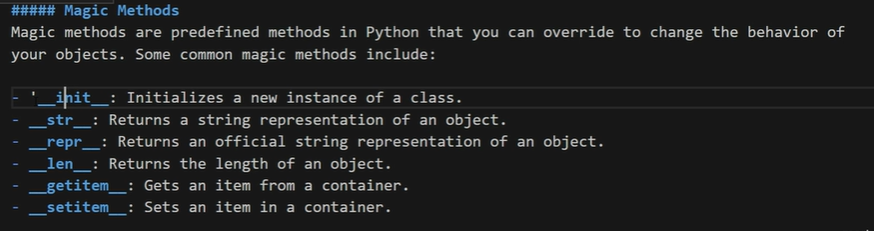 ##### Magic Methods
Magic methods are predefined methods in Python that you can override to change the behavior of
your objects. Some common magic methods include:
- '__init__: Initializes a new instance of a class.
- __str__: Returns a string representation of an object.
- __repr__: Returns an official string representation of an object.
- __len__: Returns the length of an object.
- __getitem__: Gets an item from a container.
- __setitem__: Sets an item in a container.